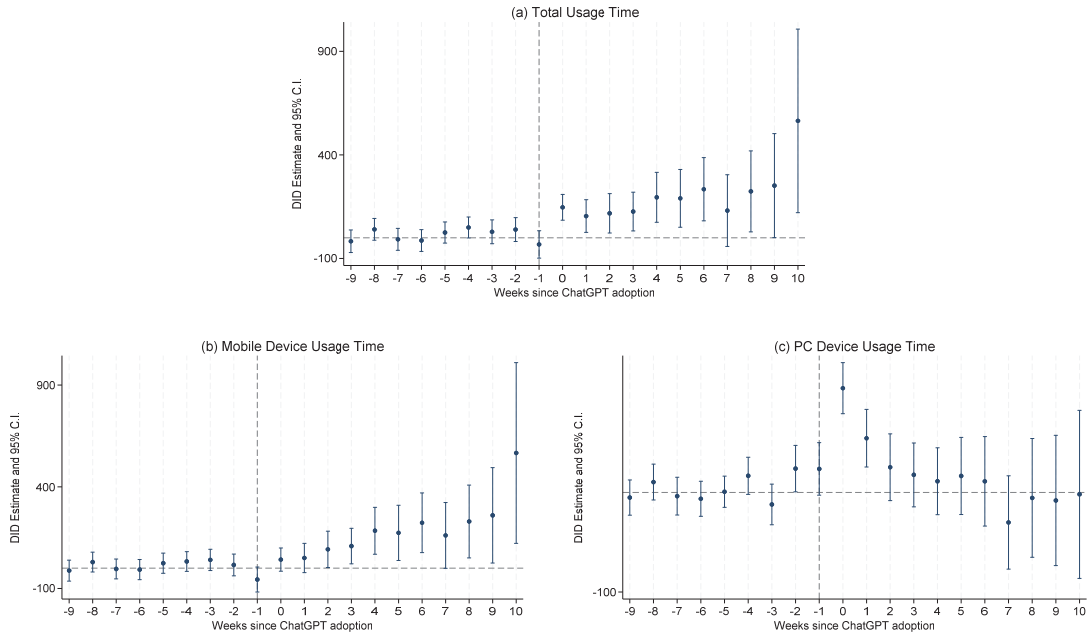 (a) Total Usage Time
DID Estimate and 95% C.I.
900
400
-100
-9 -8 -7 -6 -5 -4 -3 -2 -1 0 1 2 3 4 5 6 7 8 9 10
Weeks since ChatGPT adoption
(b) Mobile Device Usage Time
DID Estimate and 95% C.I.
900
400
-100
-9 -8 -7 -6 -5 -4 -3 -2 -1 0 1 2 3 4 5 6 7 8 9 10
Weeks since ChatGPT adoption
(c) PC Device Usage Time
DID Estimate and 95% C.I.
-100
-9 -8 -7 -6 -5 -4 -3 -2 -1 0 1 2 3 4 5 6 7 8 9 10
Weeks since ChatGPT adoption